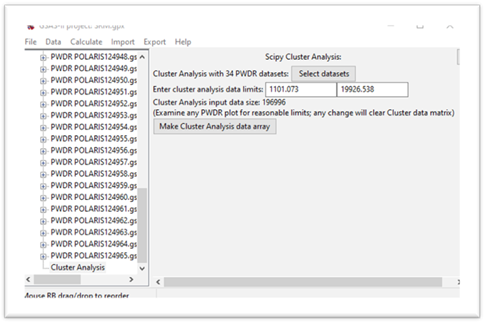 File Data Calculate Import Export Help
PWDR POLARIS124948.gs
PWDR POLARIS124949.gs
PWDR POLARIS124950.gs
PWDR POLARIS124951.gs
PWDR POLARIS124952.gs
PWDR POLARIS124953.gs
PWDR POLARIS124954.gs
PWDR POLARIS124955.gs
PWDR POLARIS124956.gs
PWDR POLARIS124957.gs
PWDR POLARIS124958.gs
PWDR POLARIS124959.gs
PWDR POLARIS124960.gs
PWDR POLARIS124961.gs
PWDR POLARIS124962.gs
PWDR POLARIS124963.gs
PWDR POLARIS124964.gs
PWDR POLARIS124965.gs
Cluster Analysis
Mouse RB drag/drop to reorder
Scipy Cluster Analysis:
Cluster Analysis with 34 PWDR datasets: Select datasets
Enter cluster analysis data limits: 1101.073 19926.538
Cluster Analysis input data size: 196996
(Examine any PWDR plot for reasonable limits; any change will clear Cluster data matrix)
Make Cluster Analysis data array